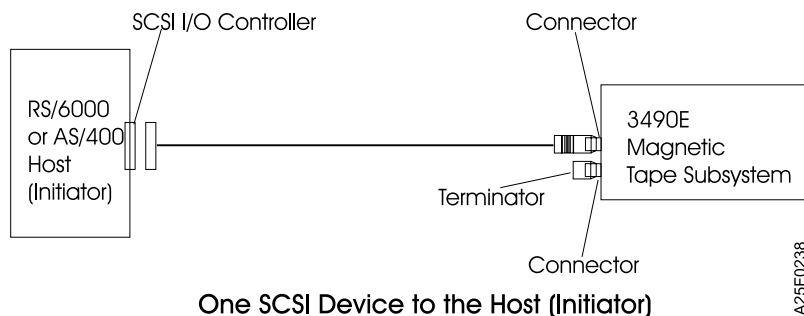 SCSI I/O Controller
Connector
RS/6000
or AS/400
Host
(Initiator)
3490E
Magnetic
Tape Subsystem
Terminator
Connector
One SCSI Device to the Host (Initiator)
A25E0238